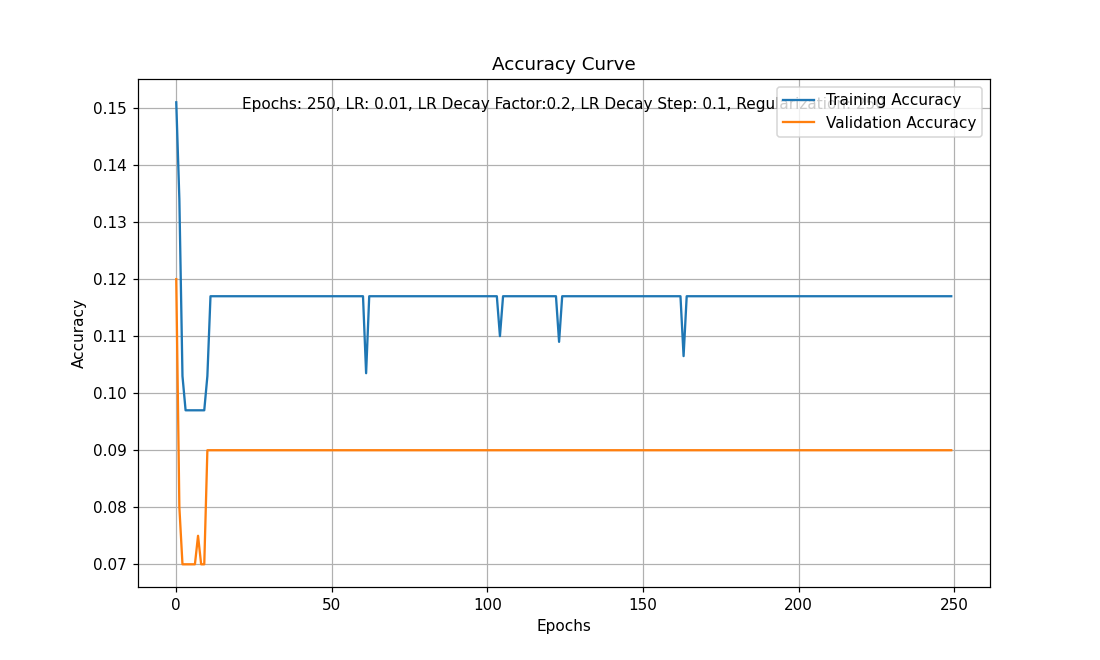 Accuracy Curve
Epochs: 250, LR: 0.01, LR Decay Factor:0.2, LR Decay Step: 0.1, Regularization:
Training Accuracy
Validation Accuracy
0.15
0.14
0.13
0.12
0.11
0.10
0.09
0.08
0.07
Accuracy
0 50 100 150 200 250
Epochs